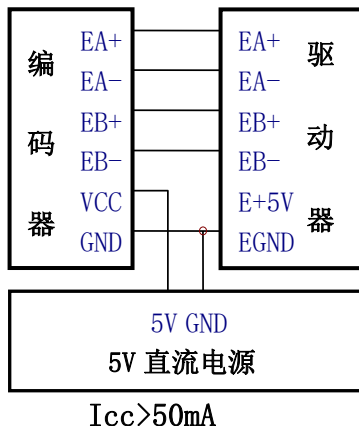 编码器
EA+
EA-
EB+
EB-
VCC
GND
EA+
EA-
EB+
EB-
E+5V
EGND
驱动器
5V GND
5V 直流电源
Icc>50mA